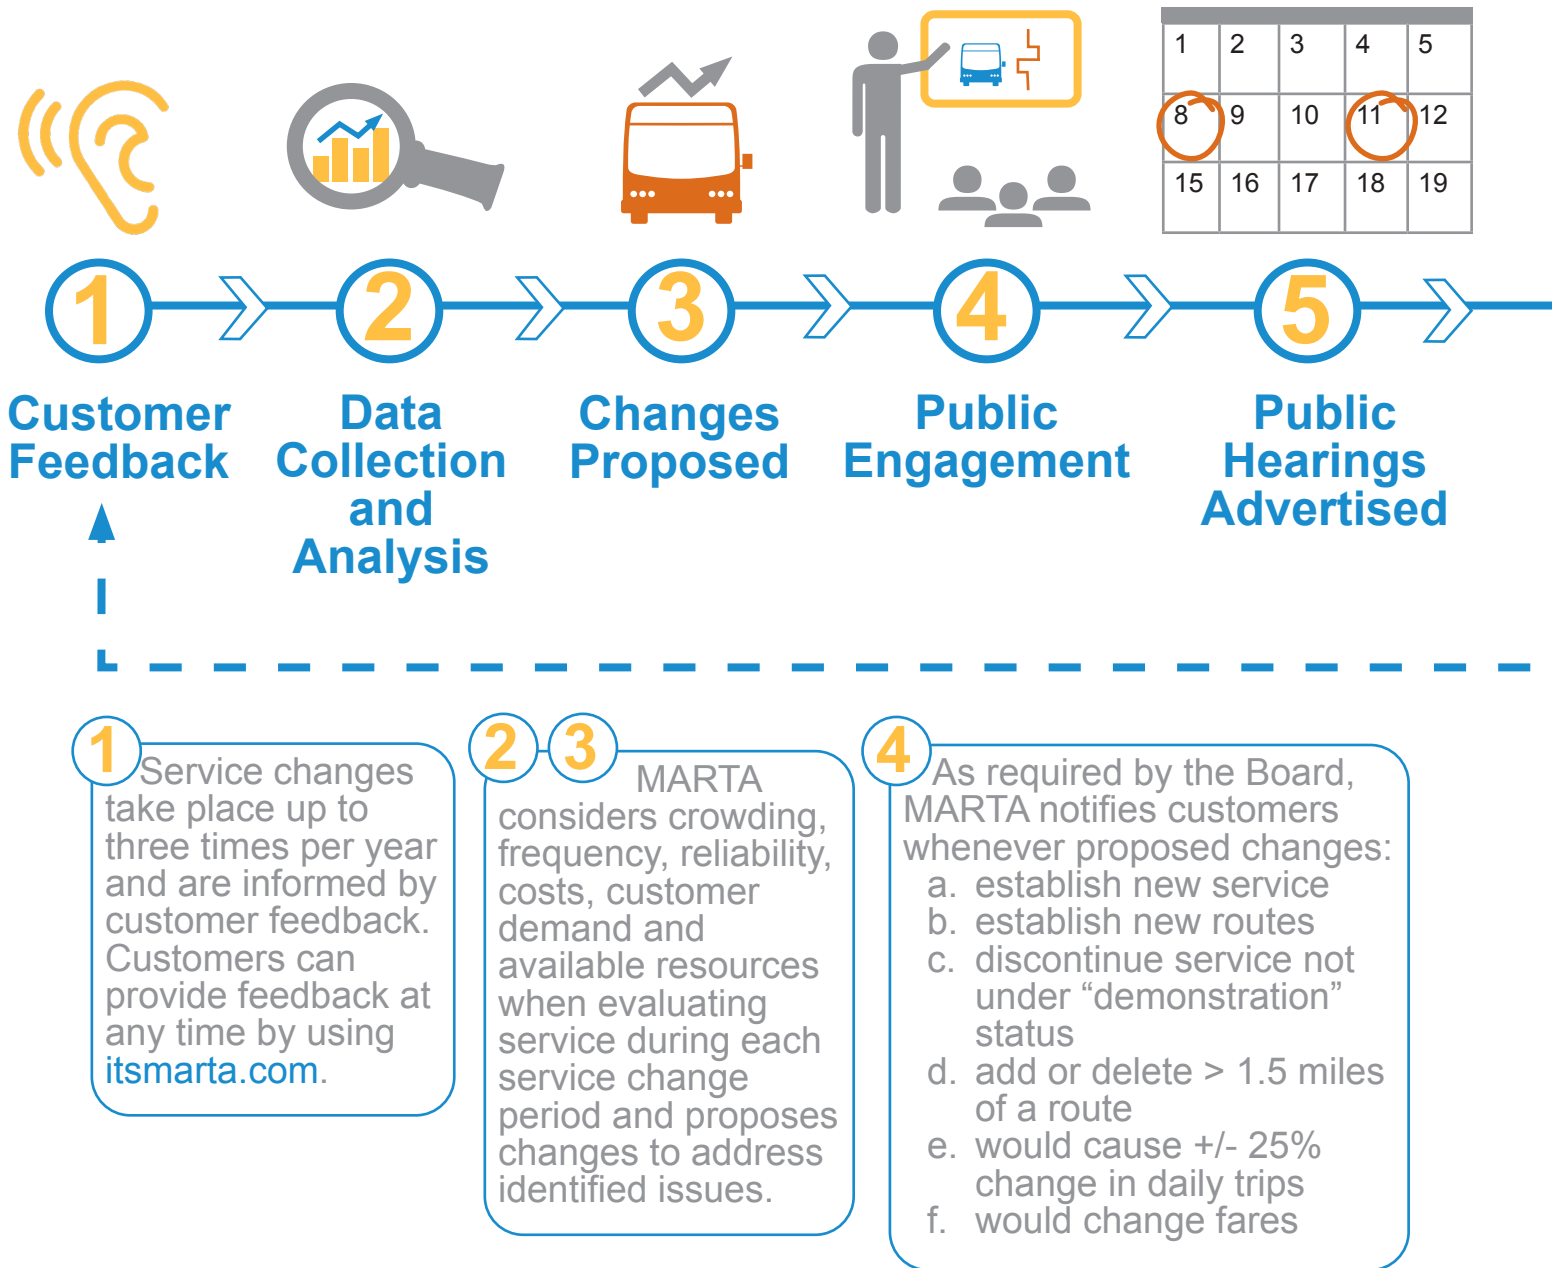 1 2 3 4 5
8 9 10 11 12
15 16 17 18 19
1 2 3 4 5
Customer
Feedback
Data
Collection
and
Analysis
Changes
Proposed
Public
Engagement
Public
Hearings
Advertised
1
Service changes
take place up to
three times per year
and are informed by
customer feedback.
Customers can
provide feedback at
any time by using
itsmarta.com.
2 3
MARTA
considers crowding,
frequency, reliability,
costs, customer
demand and
available resources
when evaluating
service during each
service change
period and proposes
changes to address
identified issues.
4
As required by the Board,
MARTA notifies customers
whenever proposed changes:
a. establish new service
b. establish new routes
c. discontinue service not
under “demonstration”
status
d. add or delete > 1.5 miles
of a route
e. would cause +/- 25%
change in daily trips
f. would change fares